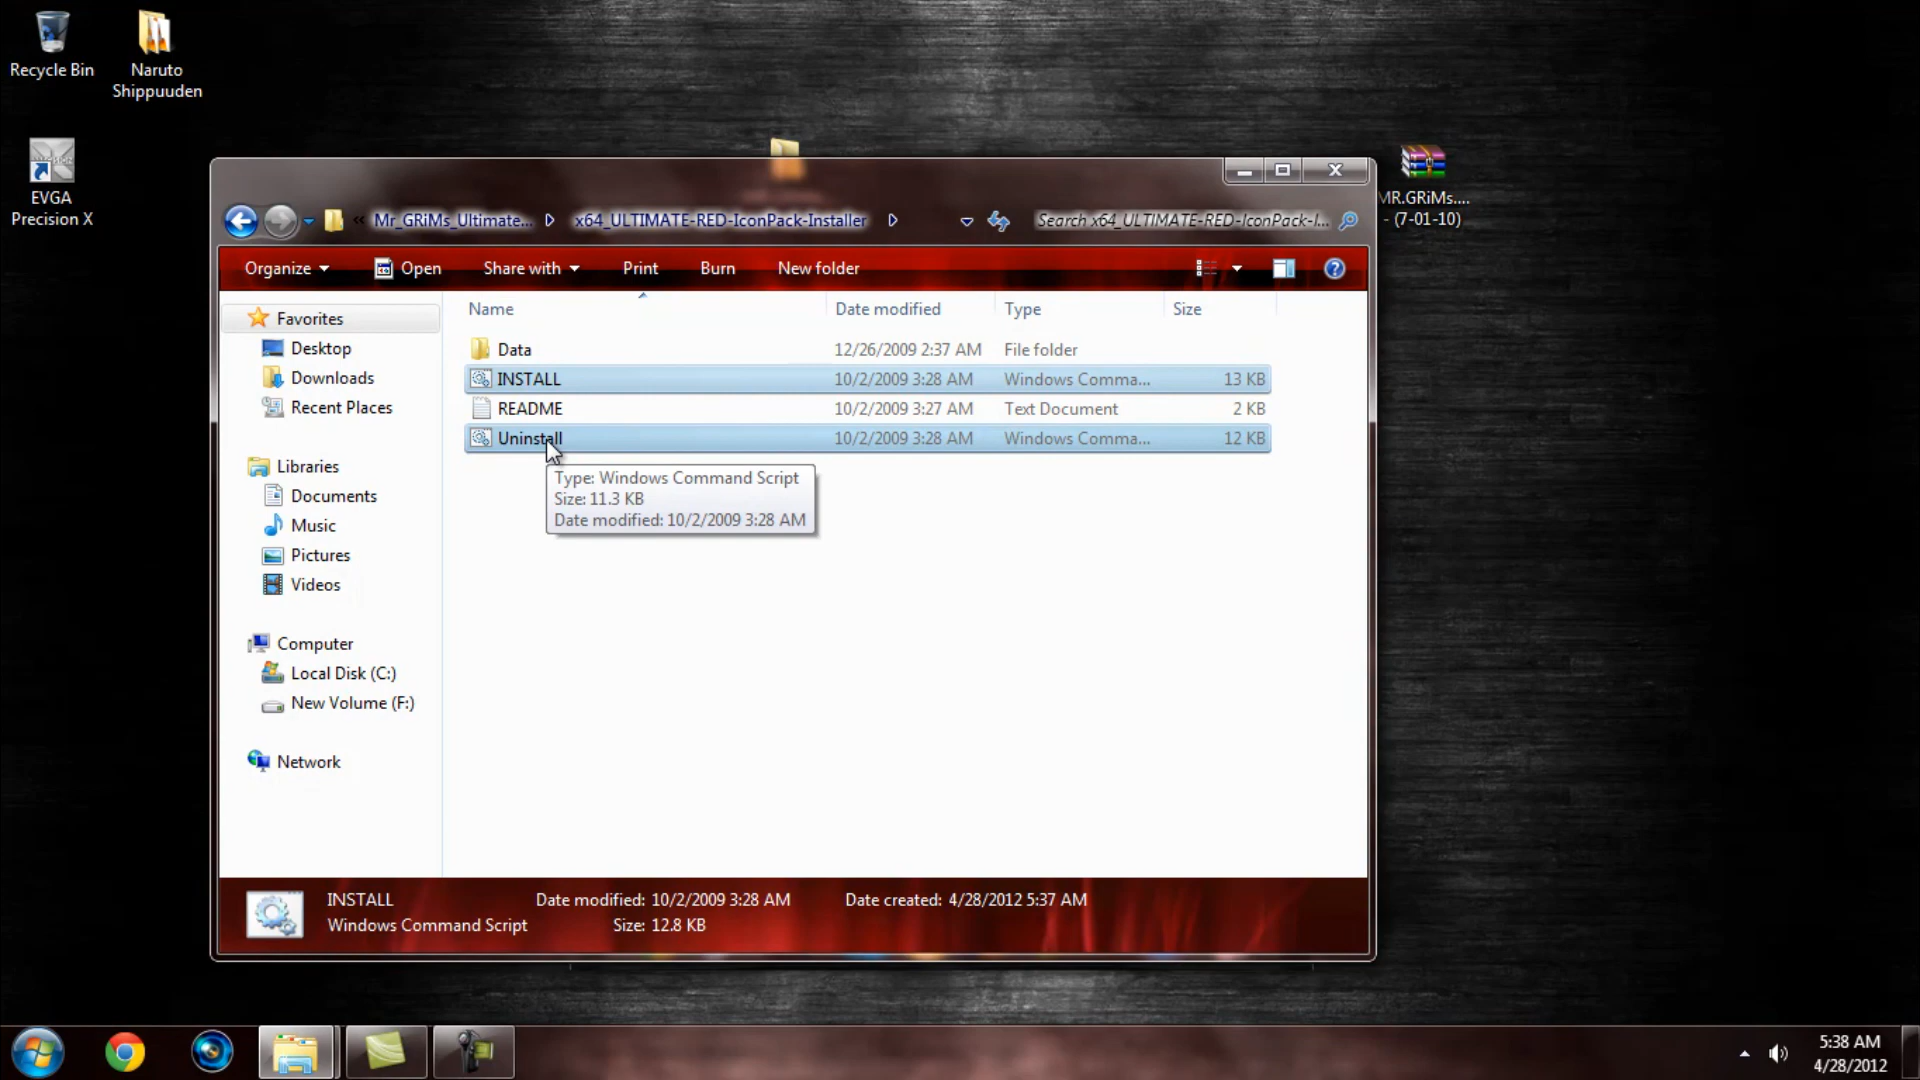 Recycle Bin
Naruto
Shippuuden
EVGA
Precision X
MR.GRiMs....
- (7-01-10)
« Mr_GRiMs_Ultimate... x64_ULTIMATE-RED-IconPack-Installer
Search x64_ULTIMATE-RED-IconPack-I...
Organize Open Share with Print Burn New folder
Name Date modified Type Size
Favorites
Desktop
Downloads
Recent Places
Libraries
Documents
Music
Pictures
Videos
Computer
Local Disk (C:)
New Volume (F:)
Network
Data 12/26/2009 2:37 AM File folder
INSTALL 10/2/2009 3:28 AM Windows Comma... 13 KB
README 10/2/2009 3:27 AM Text Document 2 KB
Uninstall 10/2/2009 3:28 AM Windows Comma... 12 KB
Type: Windows Command Script
Size: 11.3 KB
Date modified: 10/2/2009 3:28 AM
INSTALL Date modified: 10/2/2009 3:28 AM Date created: 4/28/2012 5:37 AM
Windows Command Script Size: 12.8 KB
5:38 AM
4/28/2012